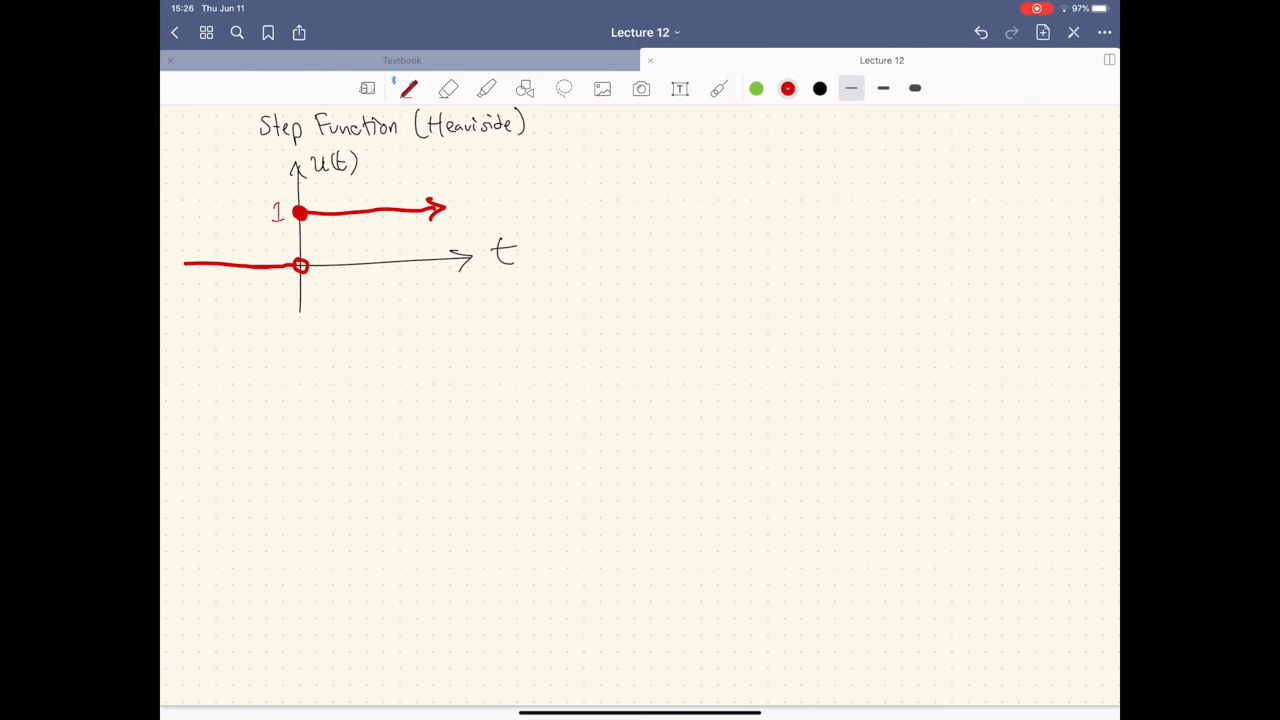 15:26 Thu Jun 11
97%
Lecture 12
Textbook
Lecture 12
Step Function (Heaviside)
u(t)
1
t